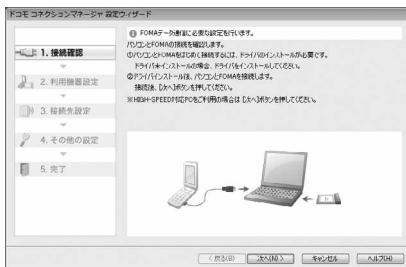 ドコモ コネクションマネージャ 設定ウィザード
1. 接続確認
2. 利用機器設定
3. 接続先設定
4. その他の設定
5. 完了
FOMAデータ通信に必要な設定を行います。
パソコンとFOMAの接続を確認します。
①パソコンとFOMAをはじめて接続するには、ドライバのインストールが必要です。
ドライバ未インストールの場合、ドライバをインストールしてください。
②ドライバインストール後、パソコンとFOMAを接続します。
接続後、[次へ]ボタンを押してください。
※HIGH-SPEED対応PCをご利用の場合は [次へ]ボタンを押してください。
< 戻る(B)
次へ(N) >
キャンセル
ヘルプ(H)